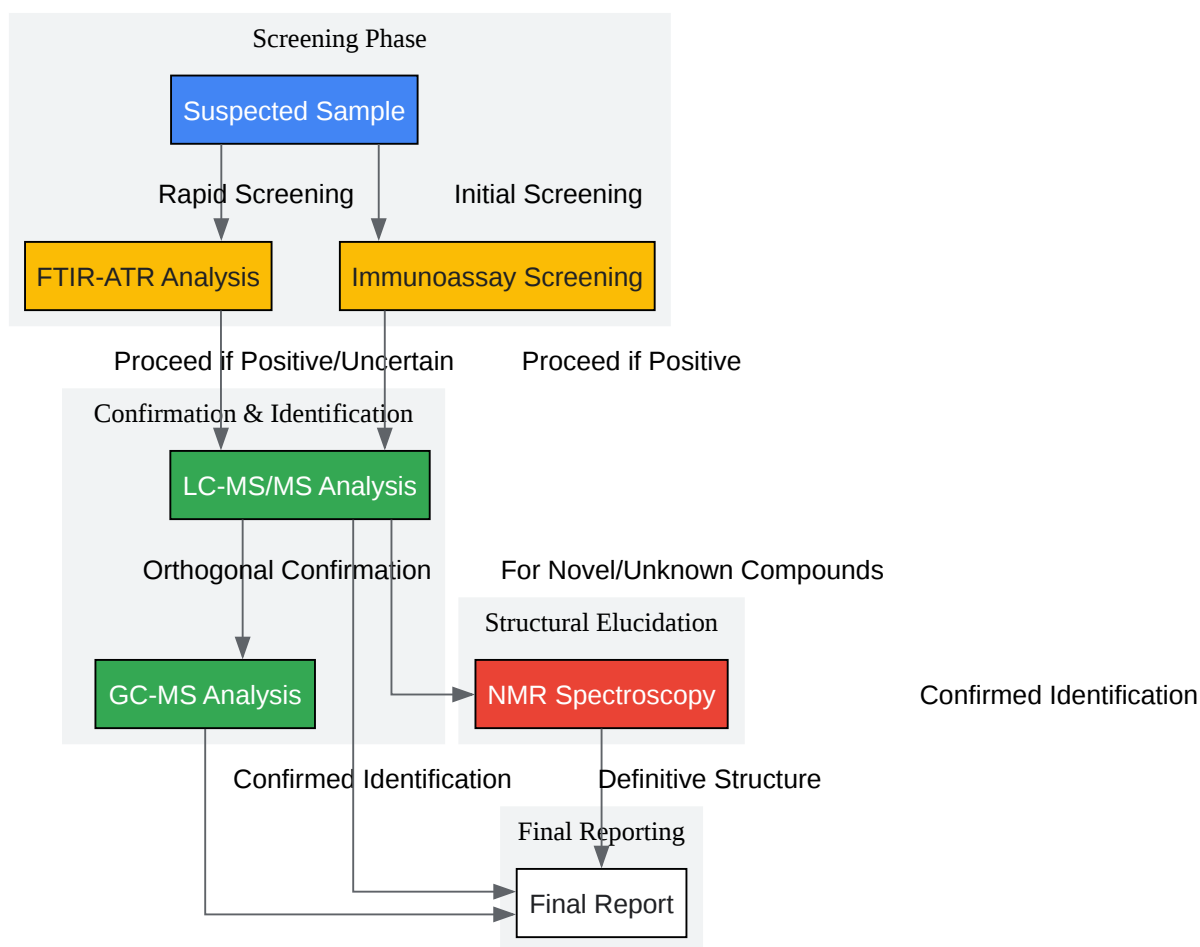 Screening Phase
Suspected Sample
Rapid Screening
Initial Screening
FTIR-ATR Analysis
Immunoassay Screening
Proceed if Positive/Uncertain
Proceed if Positive
Confirmation & Identification
LC-MS/MS Analysis
Orthogonal Confirmation
For Novel/Unknown Compounds
Structural Elucidation
GC-MS Analysis
NMR Spectroscopy
Confirmed Identification
Confirmed Identification
Definitive Structure
Final Reporting
Final Report